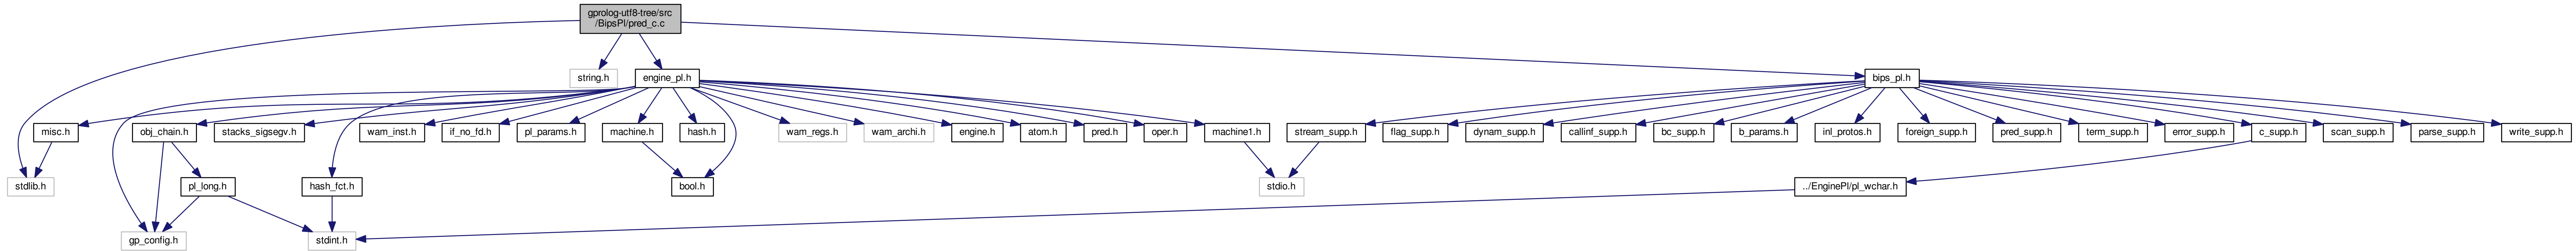 gprolog-utf8-tree/src
/BipsPl/pred_c.c
string.h
engine_pl.h
bips_pl.h
misc.h
obj_chain.h
stacks_sigsegv.h
wam_inst.h
if_no_fd.h
pl_params.h
machine.h
hash.h
wam_regs.h
wam_archi.h
engine.h
atom.h
pred.h
oper.h
machine1.h
stream_supp.h
flag_supp.h
dynam_supp.h
callinf_supp.h
bc_supp.h
b_params.h
inl_protos.h
foreign_supp.h
pred_supp.h
term_supp.h
error_supp.h
c_supp.h
scan_supp.h
parse_supp.h
write_supp.h
stdlib.h
pl_long.h
hash_fct.h
bool.h
stdio.h
../EnginePl/pl_wchar.h
gp_config.h
stdint.h